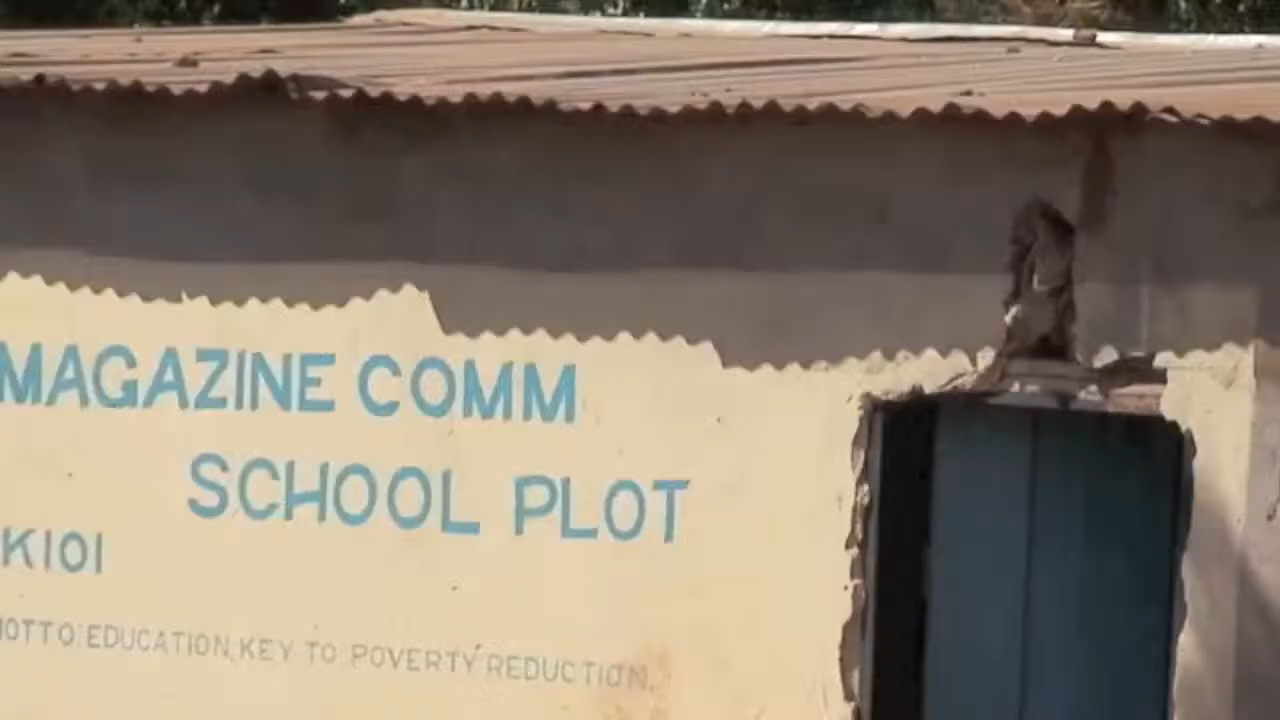 MAGAZINE COMM
SCHOOL PLOT
K101
MOTTO: EDUCATION, KEY TO POVERTY REDUCTION.